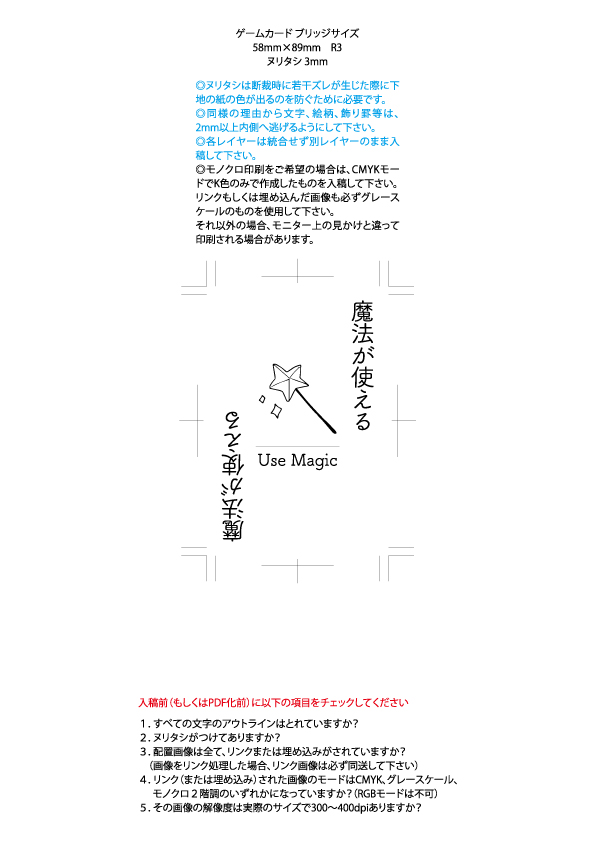 ゲームカード ブリッジサイズ
58mm×89mm　R3
ヌリタシ 3mm
◎ヌリタシは断裁時に若干ズレが生じた際に下
地の紙の色が出るのを防ぐために必要です。
◎同様の理由から文字、絵柄、飾り罫等は、
2mm以上内側へ逃げるようにして下さい。
◎各レイヤーは統合せず別レイヤーのまま入
稿して下さい。
◎モノクロ印刷をご希望の場合は、CMYKモー
ドでK色のみで作成したものを入稿して下さい。
リンクもしくは埋め込んだ画像も必ずグレース
ケールのものを使用して下さい。
それ以外の場合、モニター上の見かけと違って
印刷される場合があります。
魔法が使える
Use Magic
魔法が使える
入稿前（もしくはPDF化前）に以下の項目をチェックしてください
１．すべての文字のアウトラインはとれていますか？
２．ヌリタシがつけてありますか？
３．配置画像は全て、リンクまたは埋め込みがされていますか？
（画像をリンク処理した場合、リンク画像は必ず同送して下さい）
４．リンク（または埋め込み）された画像のモードはCMYK、グレースケール、
モノクロ２階調のいずれかになっていますか？（RGBモードは不可）
５．その画像の解像度は実際のサイズで300～400dpiありますか？